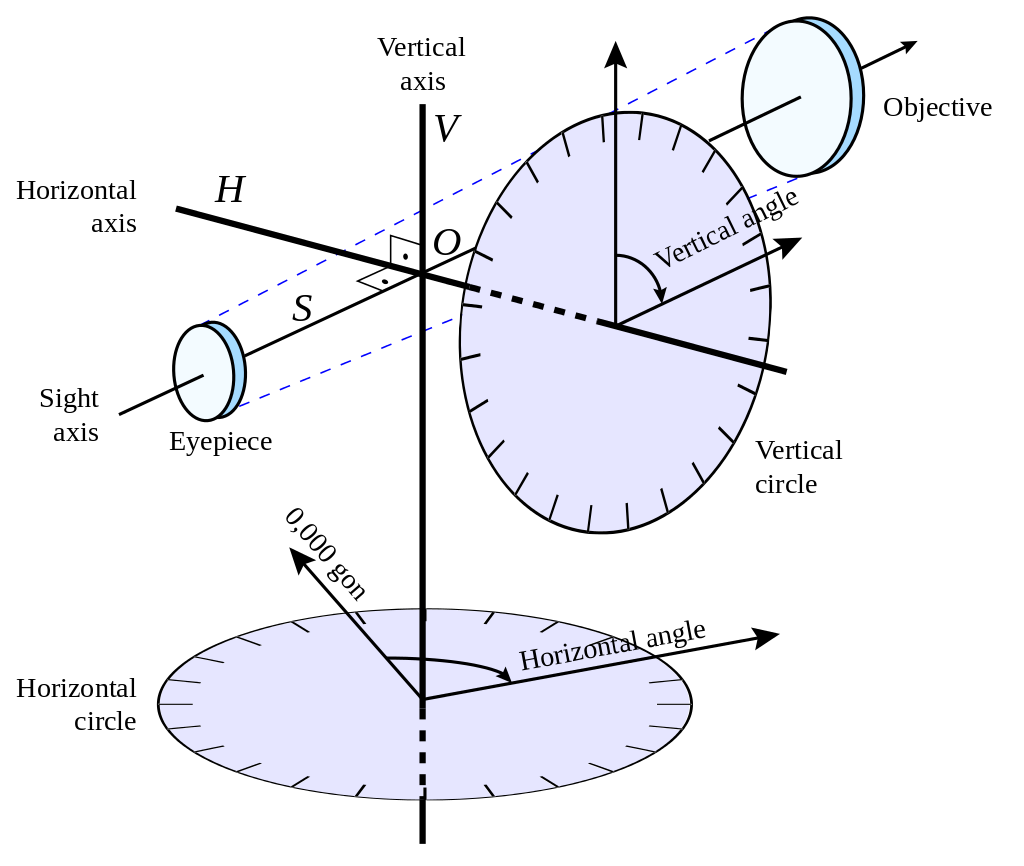 Vertical
axis
V
Objective
Horizontal
axis
H
O
Vertical angle
S
Sight
axis
Eyepiece
Vertical
circle
0,000 gon
Horizontal angle
Horizontal
circle